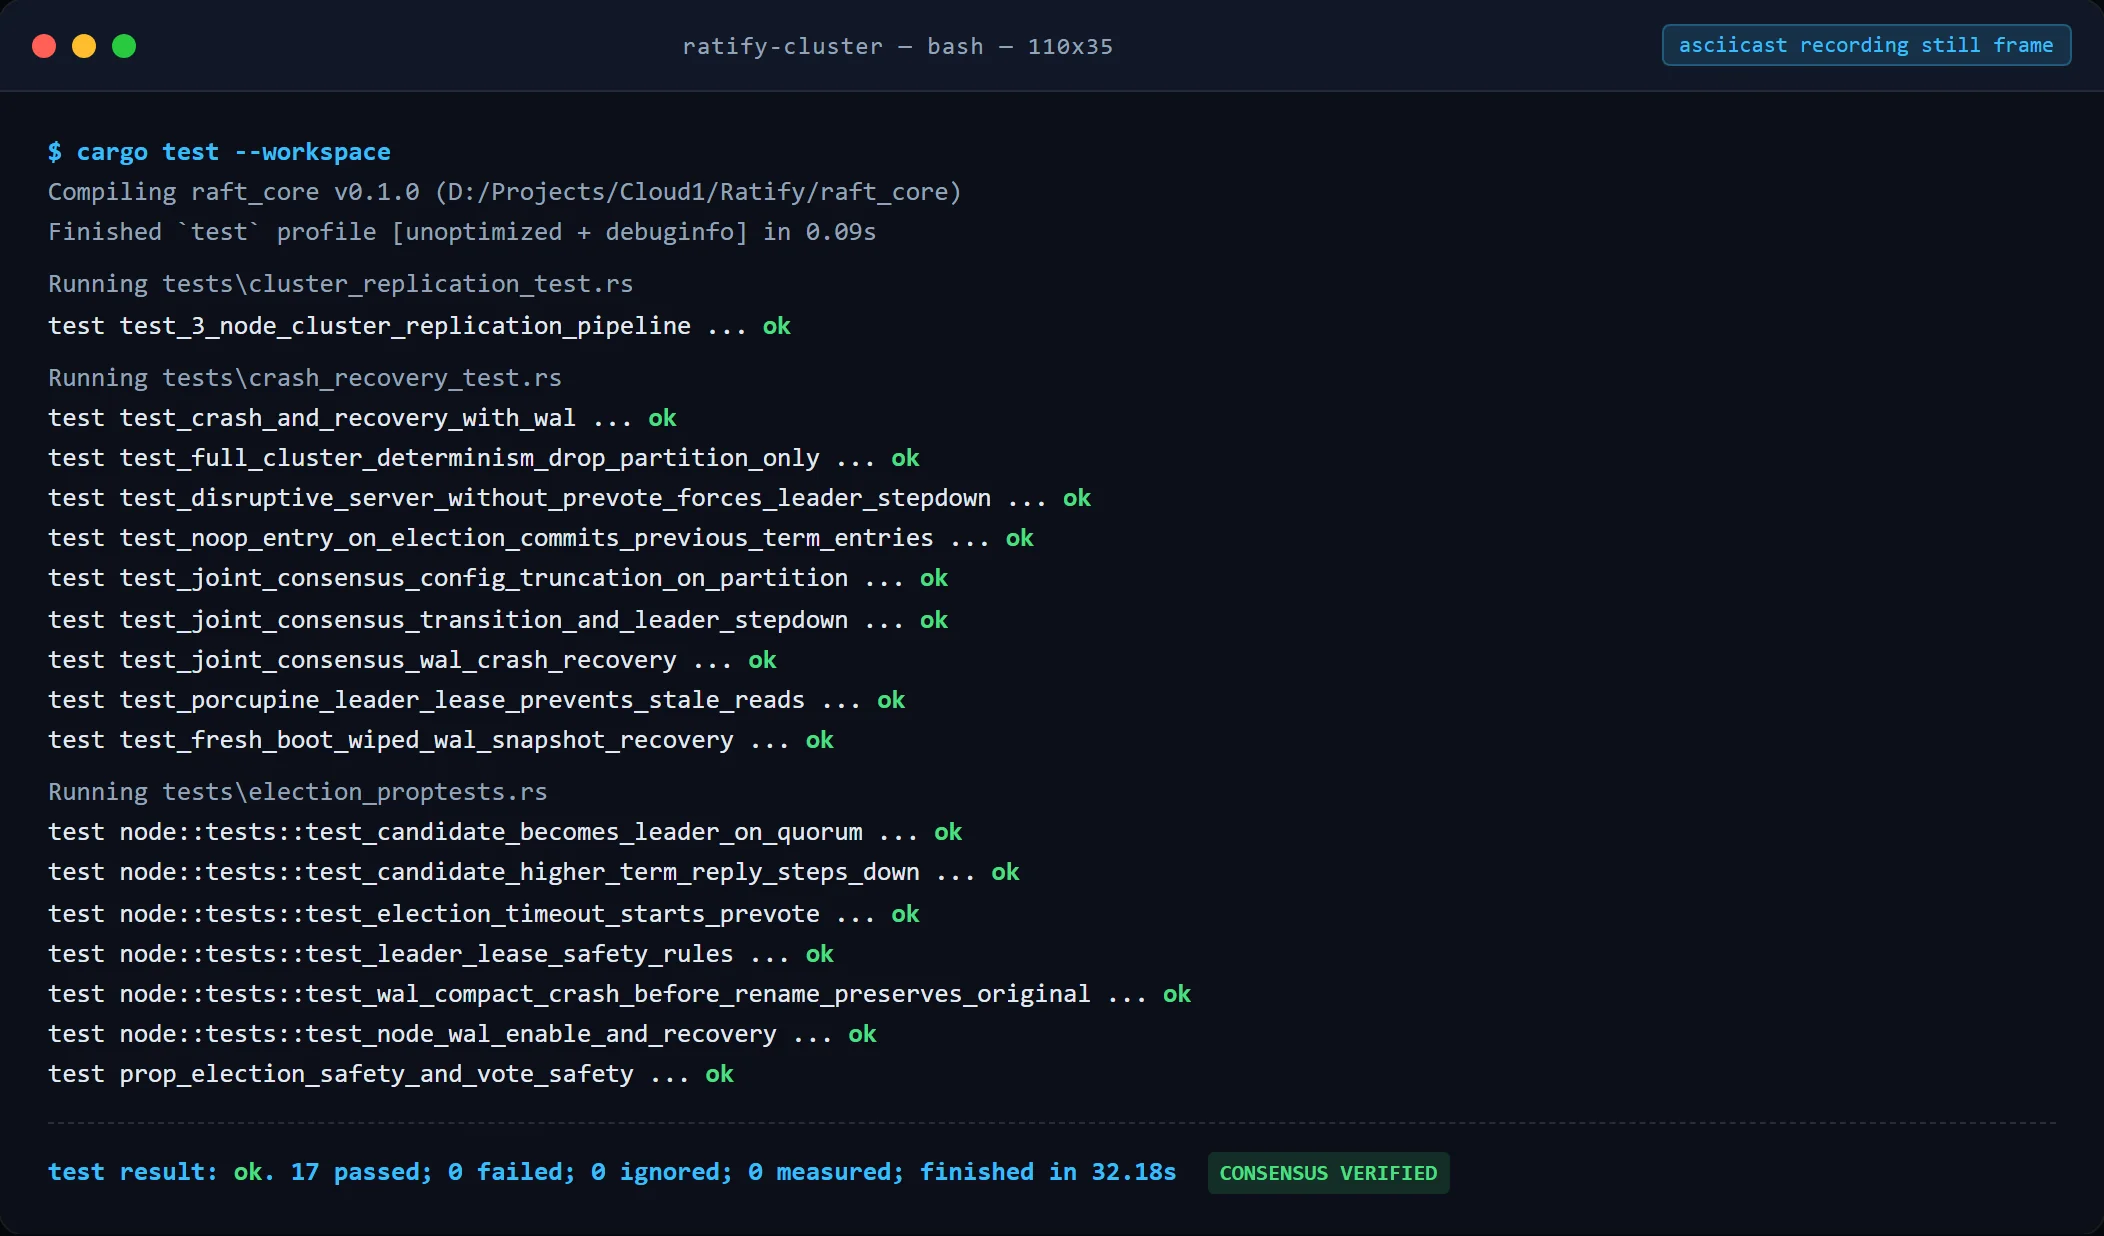 ratify-cluster — bash — 110x35
asciicast recording still frame
$ cargo test --workspace
Compiling raft_core v0.1.0 (D:/Projects/Cloud1/Ratify/raft_core)
Finished `test` profile [unoptimized + debuginfo] in 0.09s
Running tests\cluster_replication_test.rs
test test_3_node_cluster_replication_pipeline ... ok
Running tests\crash_recovery_test.rs
test test_crash_and_recovery_with_wal ... ok
test test_full_cluster_determinism_drop_partition_only ... ok
test test_disruptive_server_without_prevote_forces_leader_stepdown ... ok
test test_noop_entry_on_election_commits_previous_term_entries ... ok
test test_joint_consensus_config_truncation_on_partition ... ok
test test_joint_consensus_transition_and_leader_stepdown ... ok
test test_joint_consensus_wal_crash_recovery ... ok
test test_porcupine_leader_lease_prevents_stale_reads ... ok
test test_fresh_boot_wiped_wal_snapshot_recovery ... ok
Running tests\election_proptests.rs
test node::tests::test_candidate_becomes_leader_on_quorum ... ok
test node::tests::test_candidate_higher_term_reply_steps_down ... ok
test node::tests::test_election_timeout_starts_prevote ... ok
test node::tests::test_leader_lease_safety_rules ... ok
test node::tests::test_wal_compact_crash_before_rename_preserves_original ... ok
test node::tests::test_node_wal_enable_and_recovery ... ok
test prop_election_safety_and_vote_safety ... ok
test result: ok. 17 passed; 0 failed; 0 ignored; 0 measured; finished in 32.18s
CONSENSUS VERIFIED